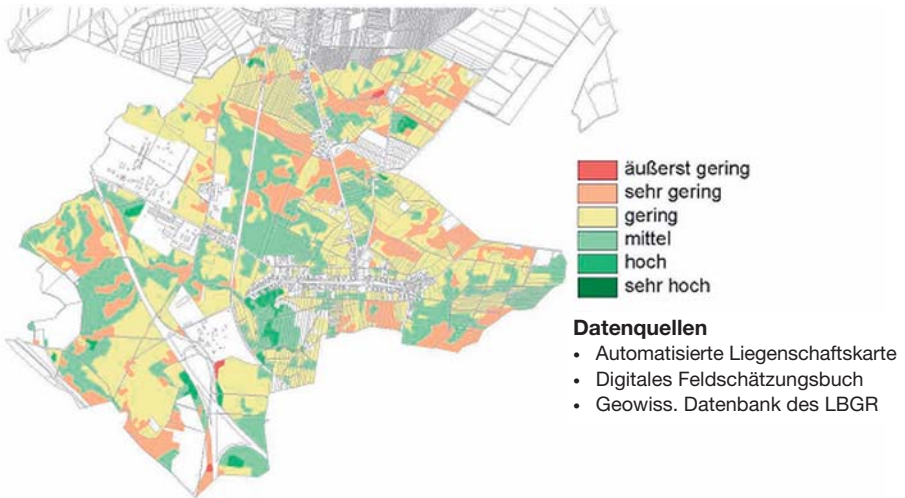 äußerst gering
sehr gering
gering
mittel
hoch
sehr hoch
Datenquellen
• Automatisierte Liegenschaftskarte
• Digitales Feldschätzungsbuch
• Geowiss. Datenbank des LBGR